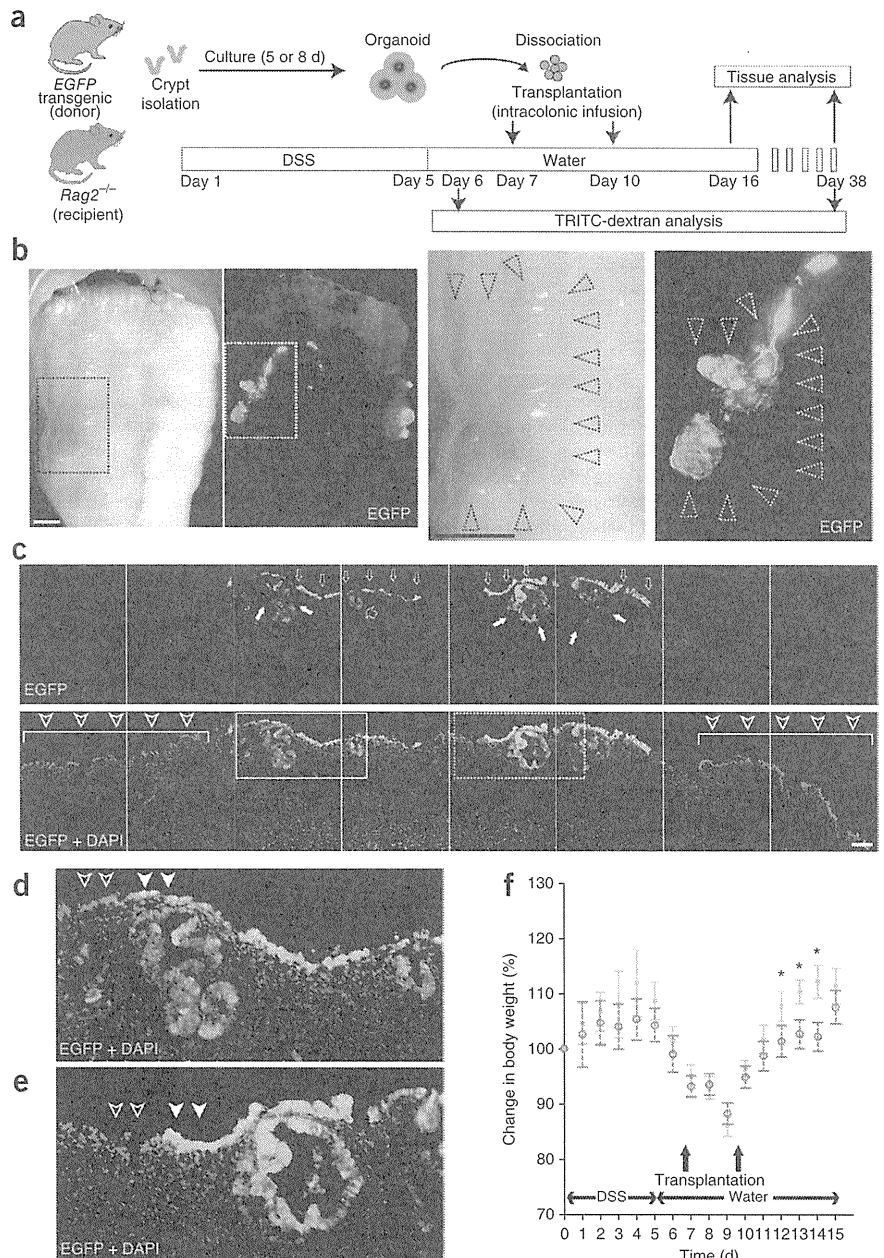 a
EGFP
transgenic
(donor)
Crypt
isolation
Culture (5 or 8 d)
Organoid
Dissociation
Transplantation
(intracolonic infusion)
Tissue analysis
Rag2−/−
(recipient)
DSS
Water
Day 1
Day 5
Day 6
Day 7
Day 10
Day 16
Day 38
TRITC-dextran analysis
b
EGFP
EGFP
c
EGFP
EGFP + DAPI
d
EGFP + DAPI
e
EGFP + DAPI
f
130
120
110
100
90
80
70
Change in body weight (%)
* * *
Transplantation
DSS
Water
0 1 2 3 4 5 6 7 8 9 10 11 12 13 14 15
Time (d)